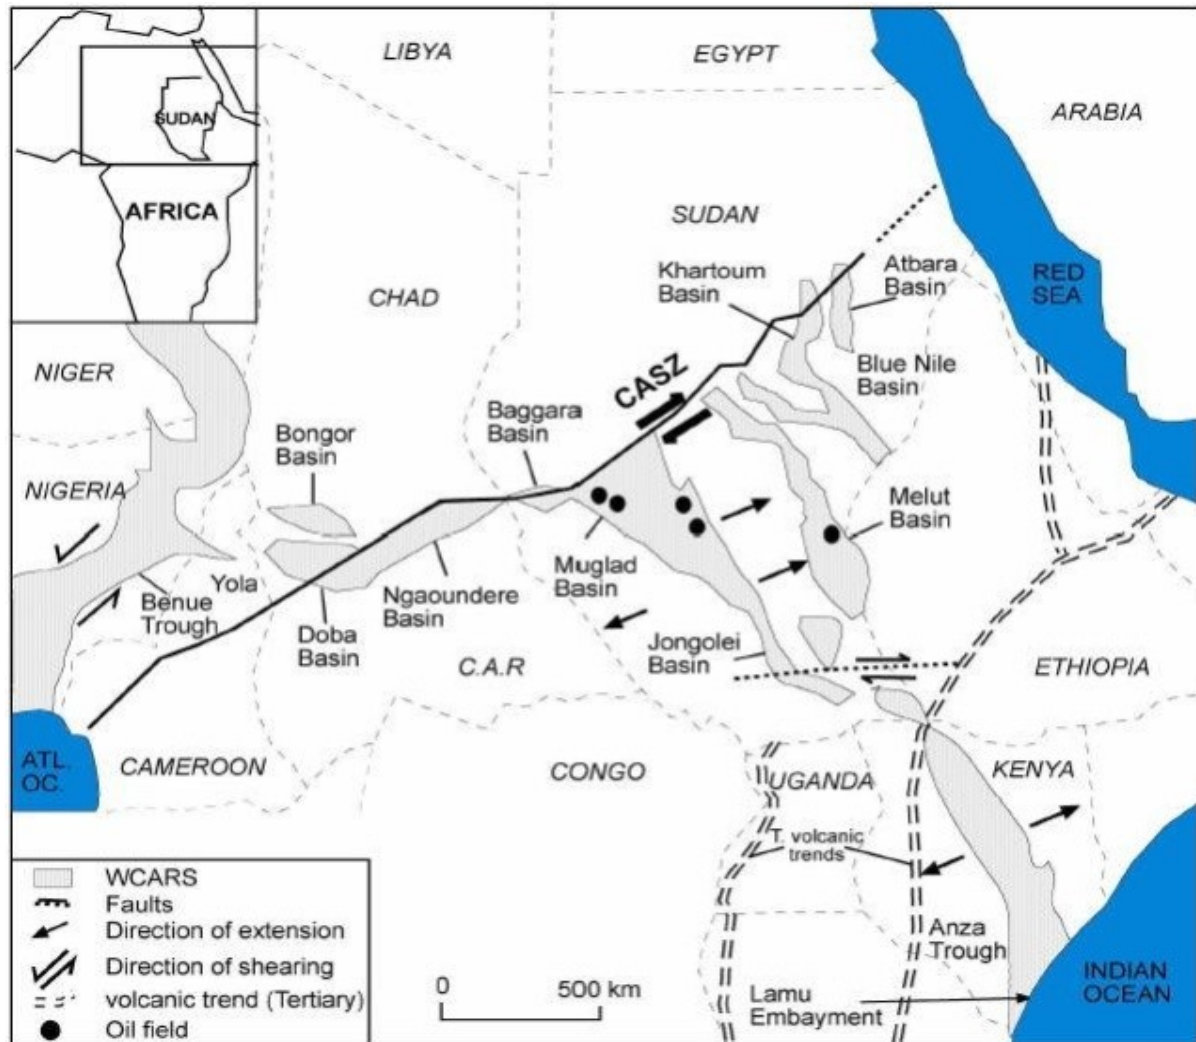 LIBYA
EGYPT
ARABIA
SUDAN
AFRICA
SUDAN
Khartoum
Basin
Atbara
Basin
RED
SEA
CHAD
NIGER
Blue Nile
Basin
CASZ
Baggara
Basin
Bongor
Basin
NIGERIA
Melut
Basin
Muglad
Basin
Yola
Benue
Trough
Ngaoundere
Basin
Doba
Basin
Jongolei
Basin
C.A.R
ETHIOPIA
ATL.
OC.
CAMEROON
CONGO
UGANDA
KENYA
T. volcanic
trends
WCARS
Faults
Direction of extension
Direction of shearing
volcanic trend (Tertiary)
Oil field
0 500 km
Anza
Trough
Lamu
Embayment
INDIAN
OCEAN